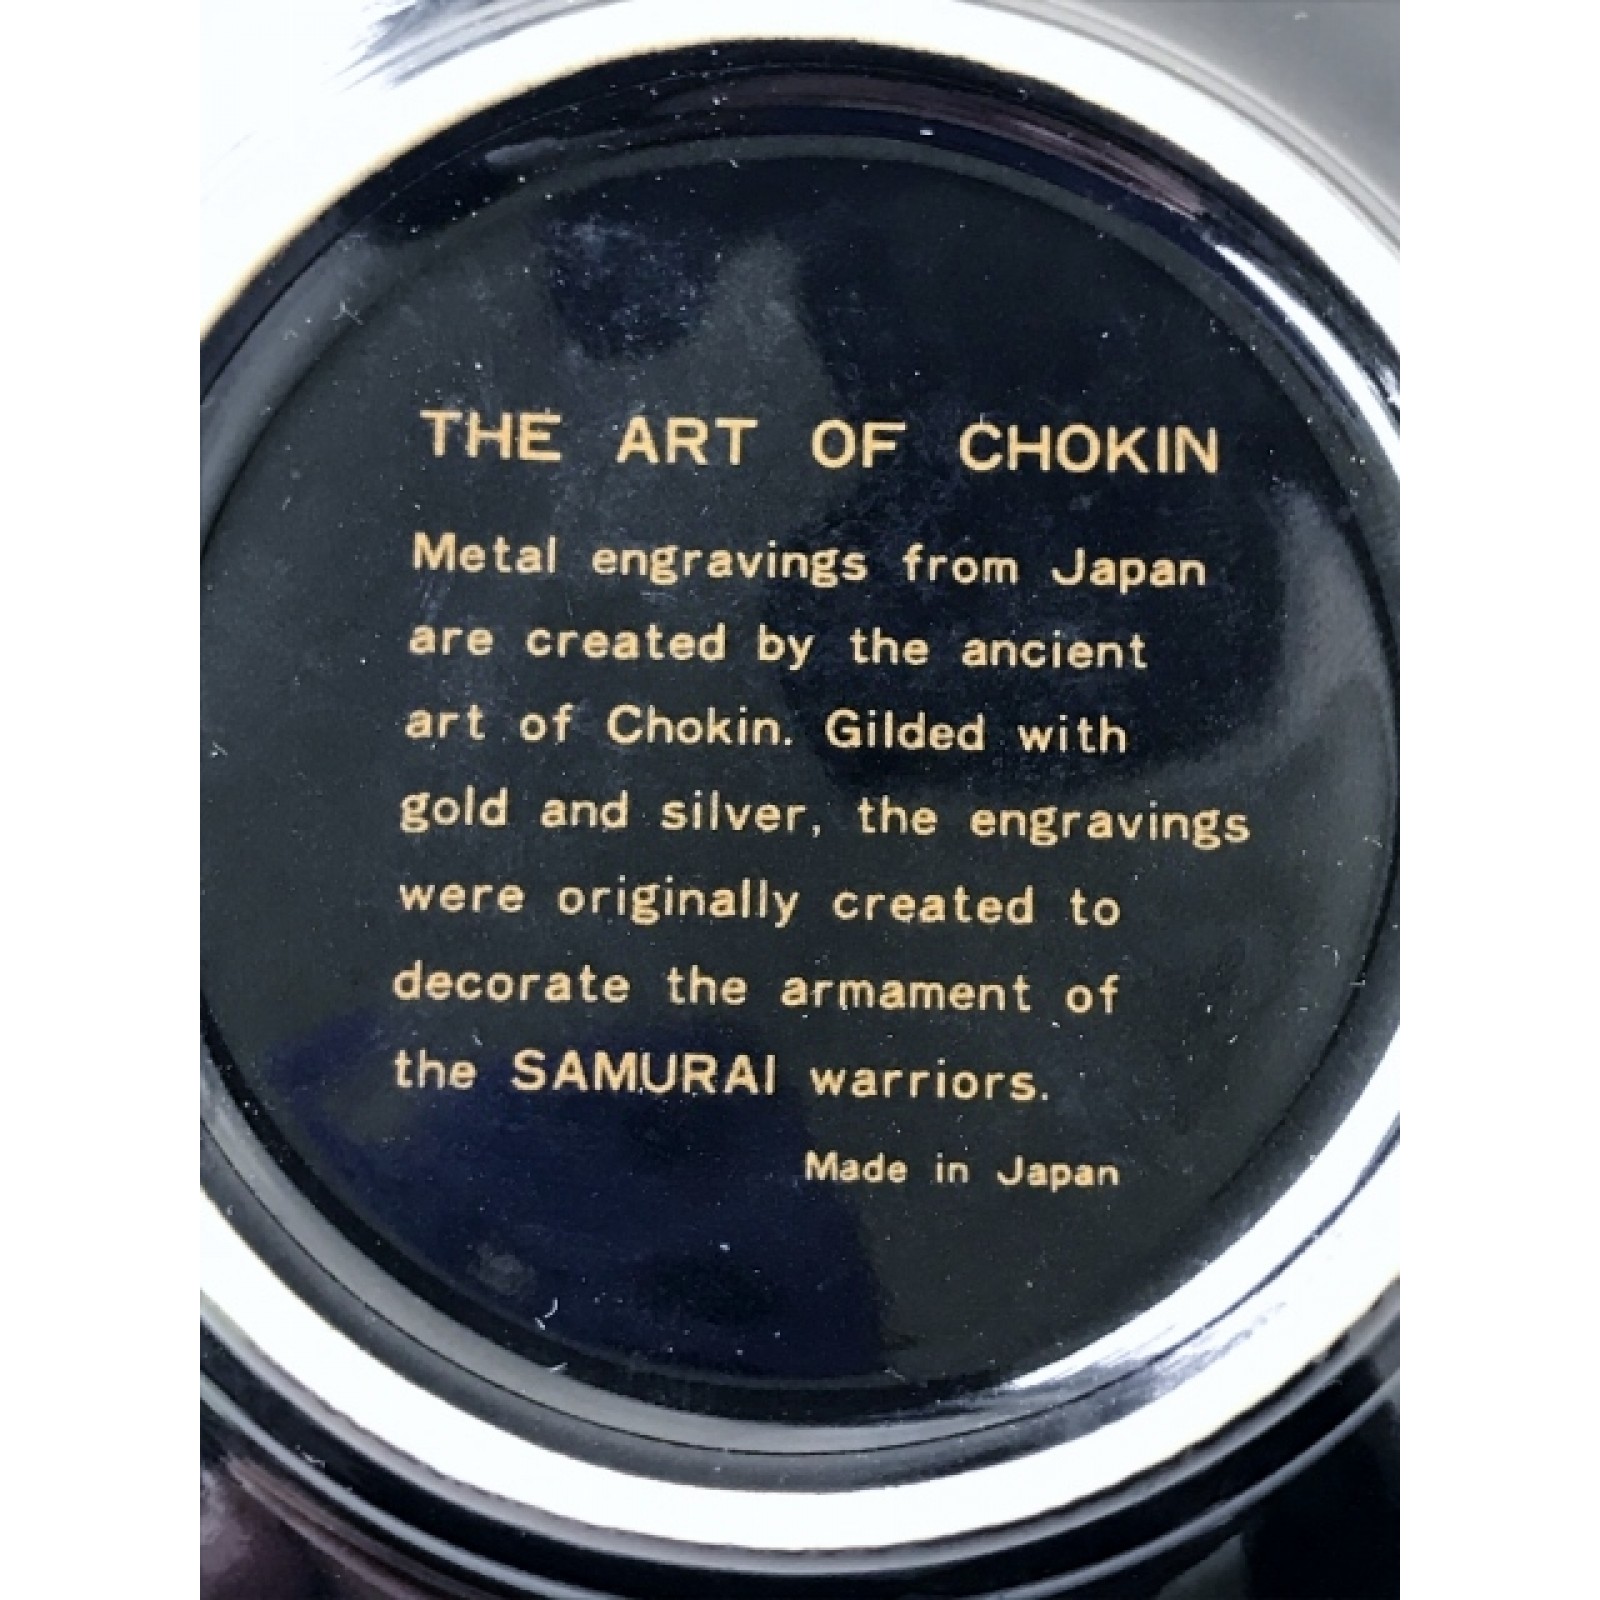 THE ART OF CHOKIN
Metal engravings from Japan
are created by the ancient
art of Chokin. Gilded with
gold and silver, the engravings
were originally created to
decorate the armament of
the SAMURAI warriors.
Made in Japan